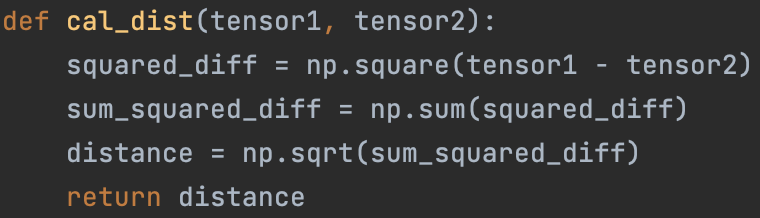 def cal_dist(tensor1, tensor2):
    squared_diff = np.square(tensor1 - tensor2)
    sum_squared_diff = np.sum(squared_diff)
    distance = np.sqrt(sum_squared_diff)
    return distance